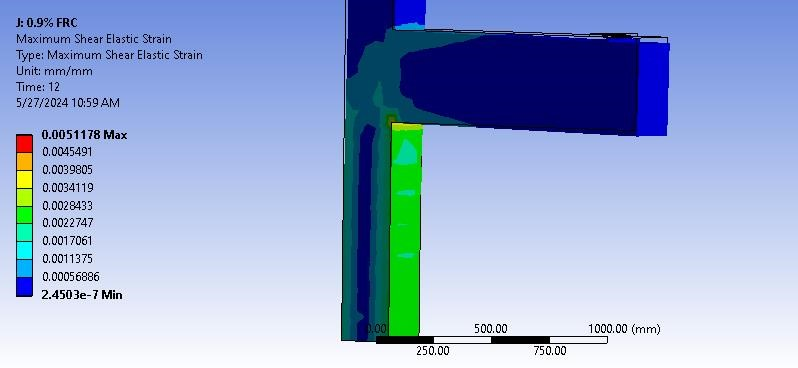 J: 0.9% FRC
Maximum Shear Elastic Strain
Type: Maximum Shear Elastic Strain
Unit: mm/mm
Time: 12
5/27/2024 10:59 AM
0.0051178 Max
0.0045491
0.0039805
0.0034119
0.0028433
0.0022747
0.0017061
0.0011375
0.00056886
2.4503e-7 Min
0.00 500.00 1000.00 (mm)
250.00 750.00